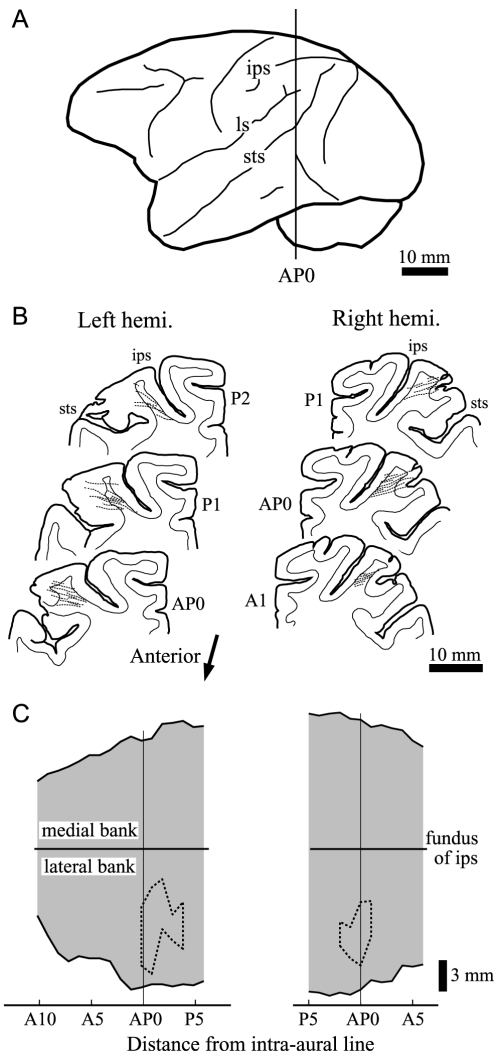 A
ips
ls
sts
10 mm
AP0
B
Left hemi.
Right hemi.
ips
ips
P2
P1
sts
sts
P1
AP0
AP0
A1
Anterior
10 mm
C
medial bank
fundus
of ips
lateral bank
3 mm
A10 A5 AP0 P5 P5 AP0 A5
Distance from intra-aural line